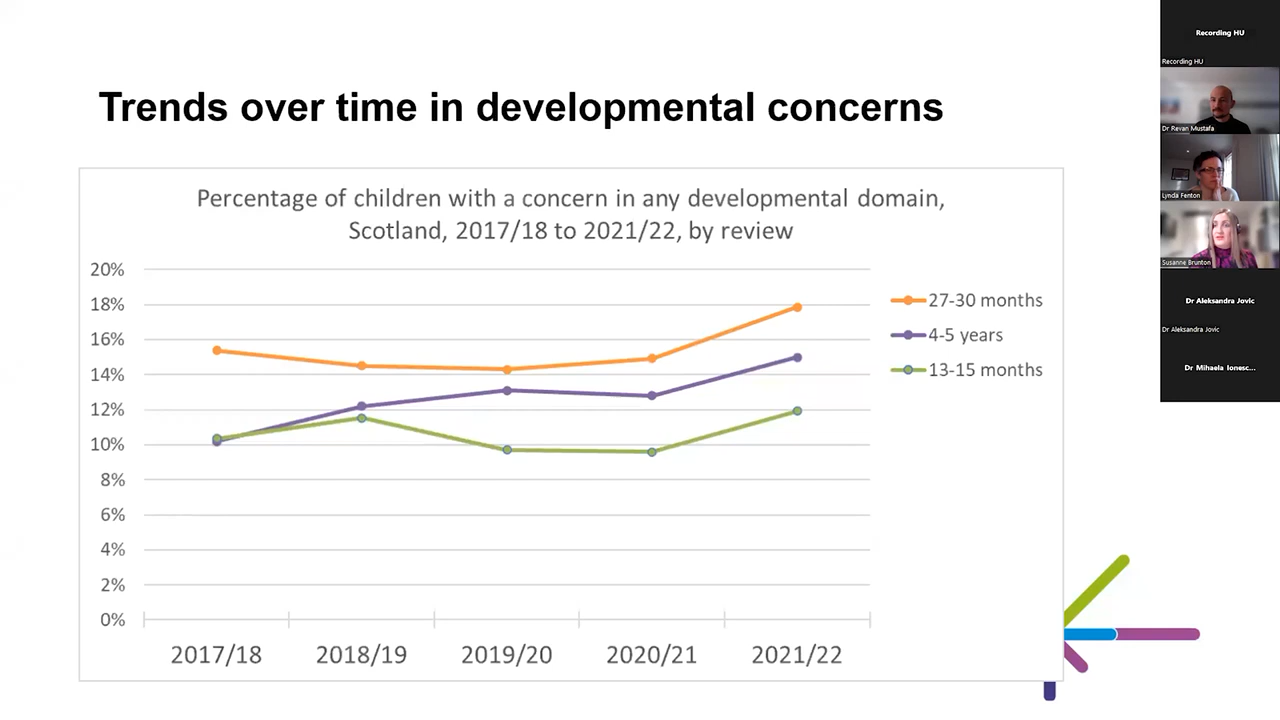 Trends over time in developmental concerns
Percentage of children with a concern in any developmental domain,
Scotland, 2017/18 to 2021/22, by review
20%
18%
16%
14%
12%
10%
8%
6%
4%
2%
0%
2017/18
2018/19
2019/20
2020/21
2021/22
27-30 months
4-5 years
13-15 months
Recording HU
Recording HU
Dr Revan Mustafa
Lynda Fenton
Susanne Brunton
Dr Aleksandra Jovic
Dr Aleksandra Jovic
Dr Mihaela Ionesc...